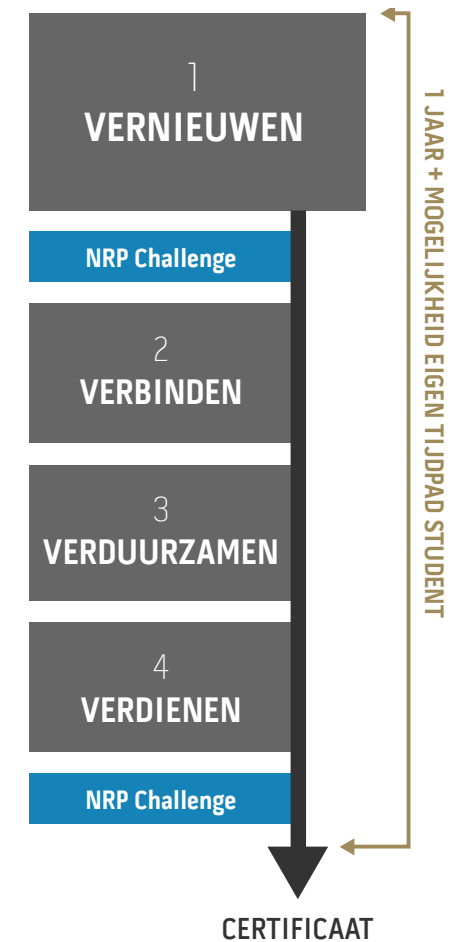 1
VERNIEUWEN
NRP Challenge
2
VERBINDEN
3
VERDUURZAMEN
4
VERDIENEN
NRP Challenge
CERTIFICAAT
1 JAAR + MOGELIJKHEID EIGEN TIJDPAD STUDENT